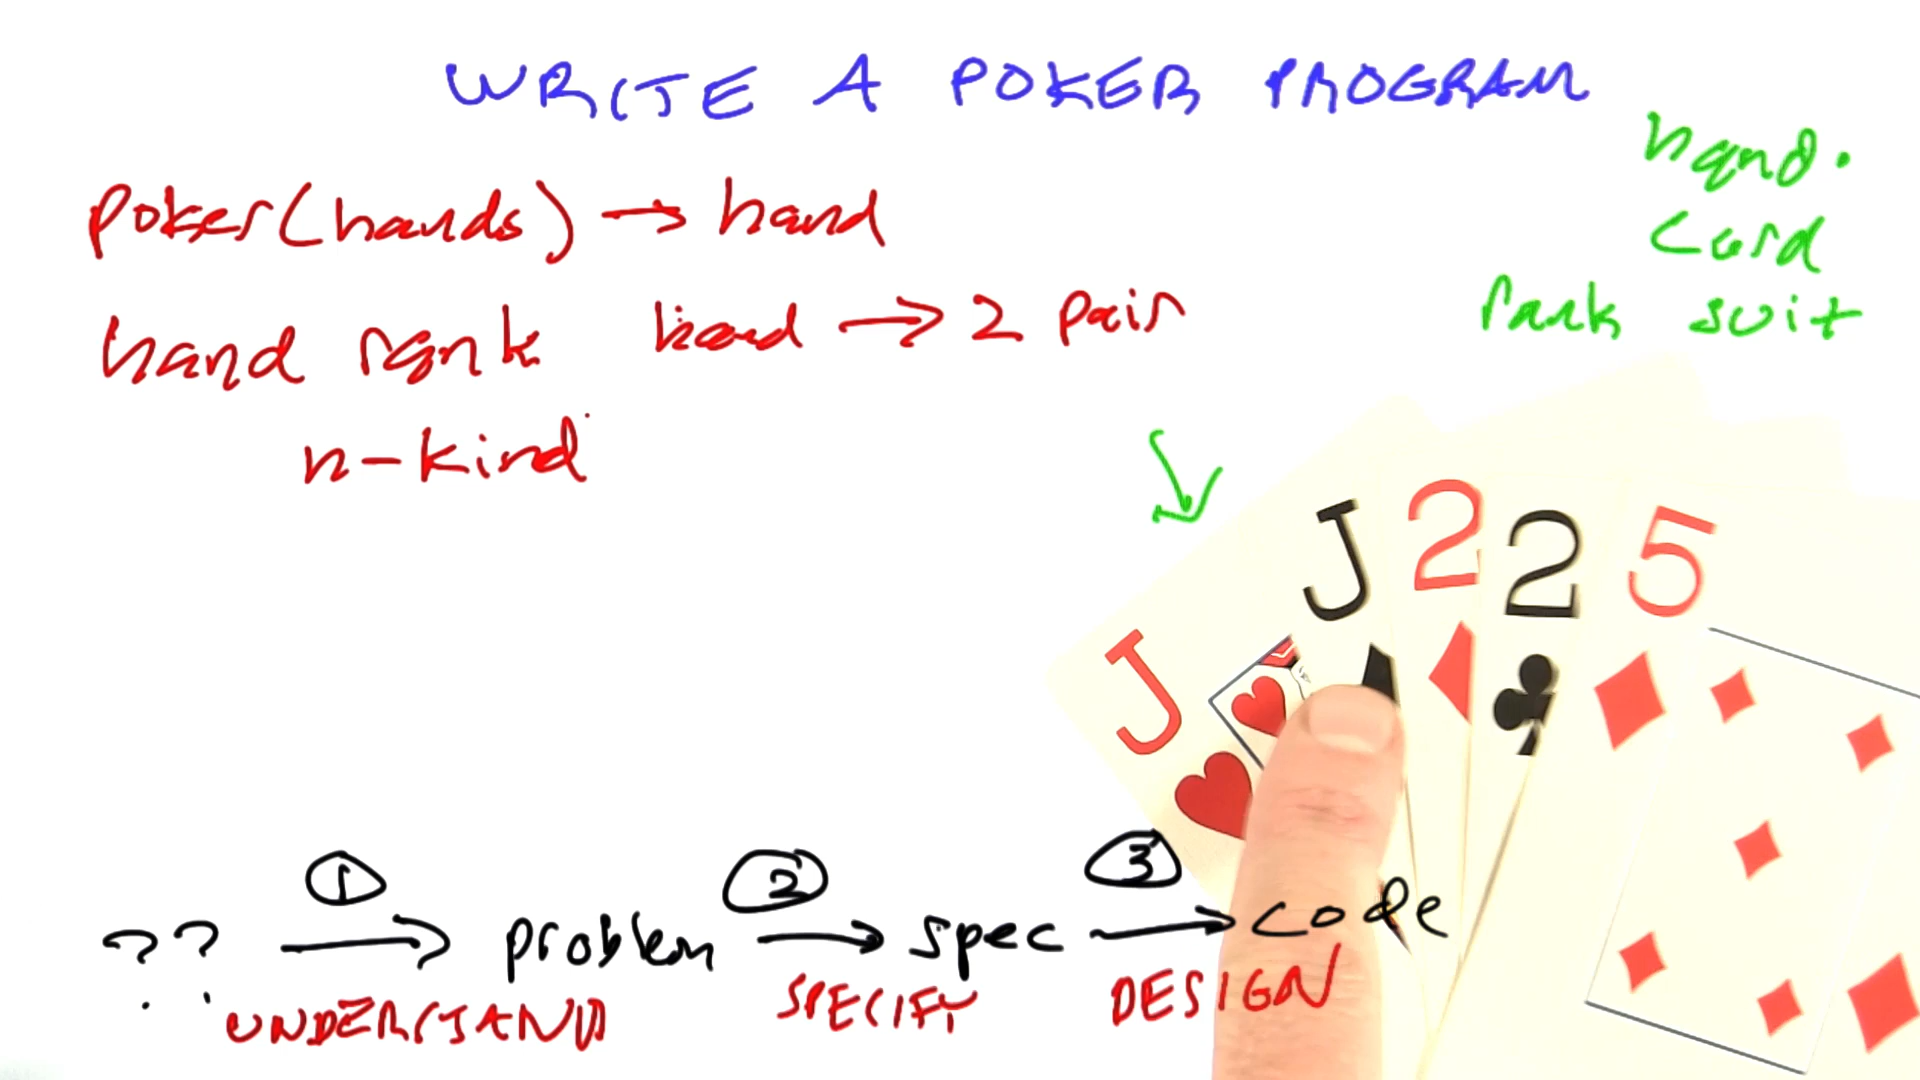 WRITE A POKER PROGRAM
hand.
card
rank suit
poker(hands) → hand
hand rank hand → 2 pair
n-kind
J J 2 2 5
1 2 3
?? → problem → spec → code
UNDERSTAND SPECIFY DESIGN